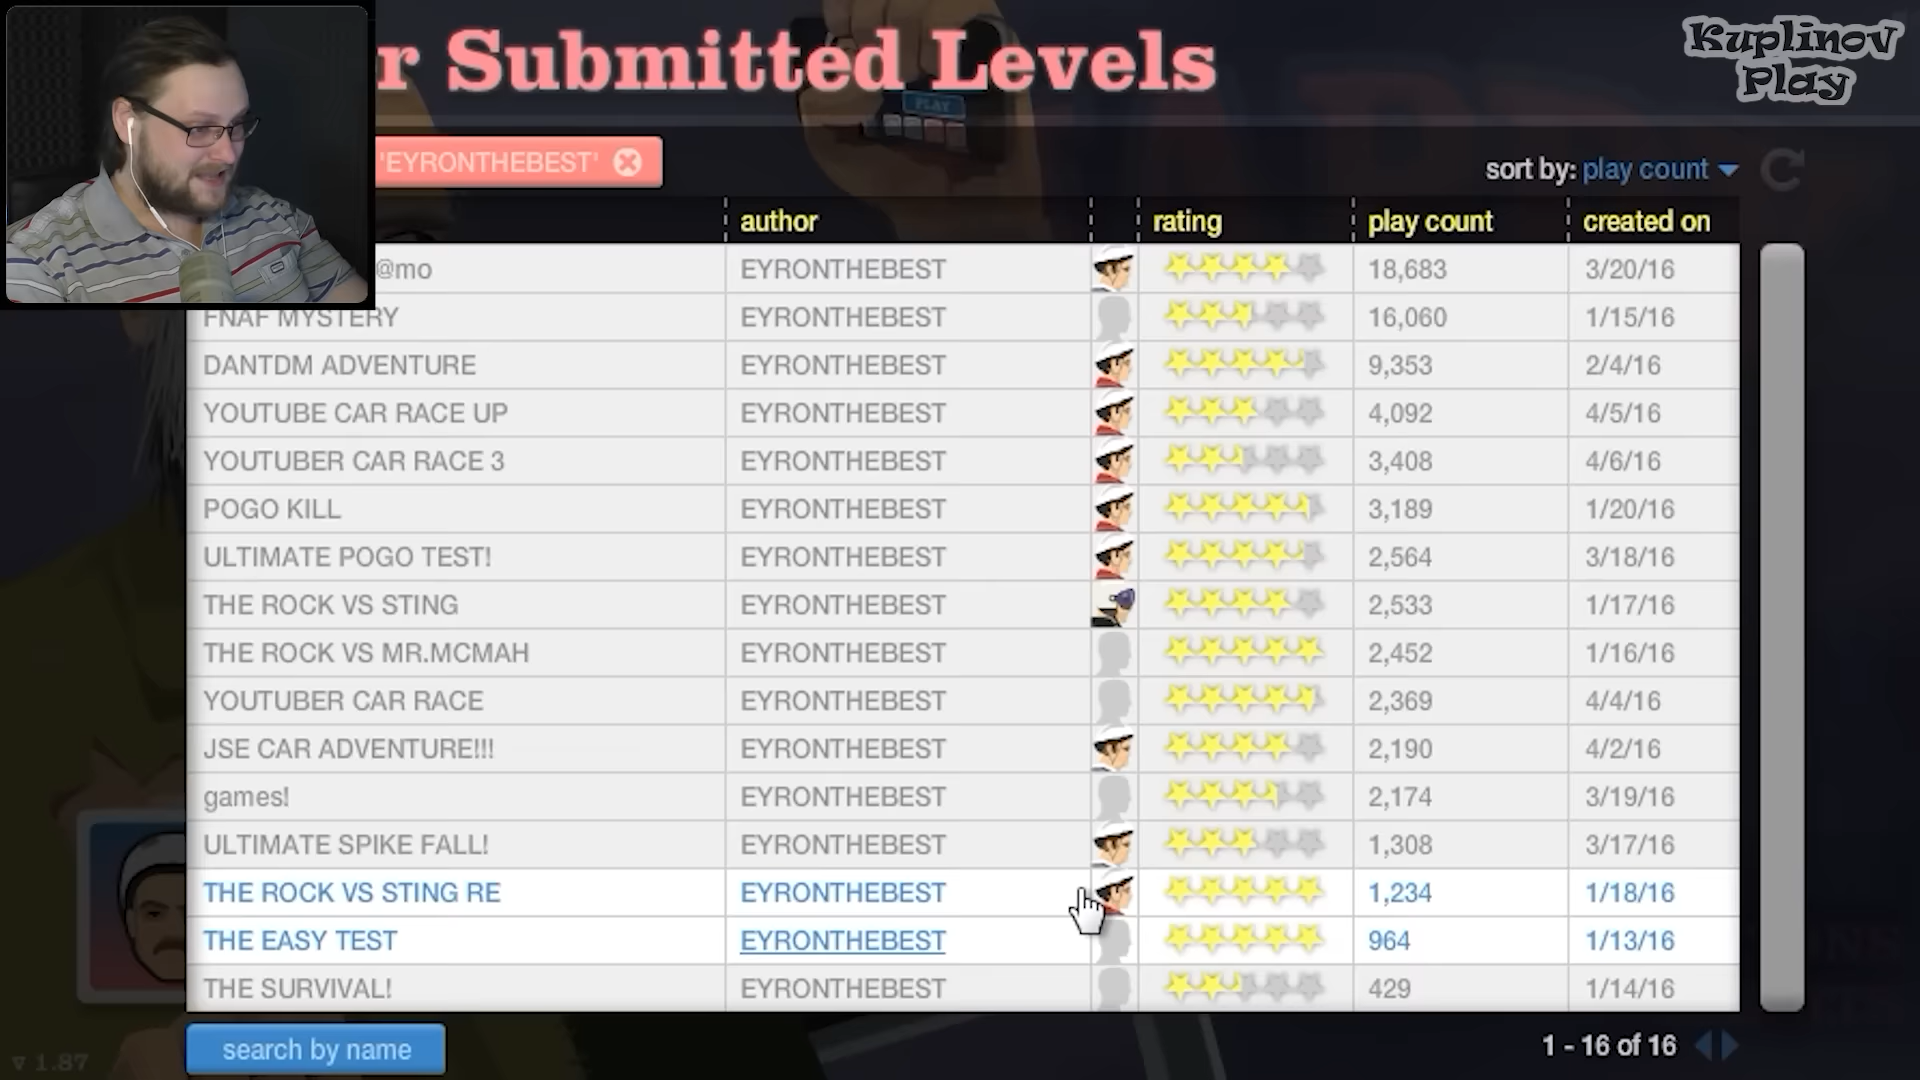 Kuplinov
Play
r Submitted Levels
PLAY
'EYRONTHEBEST'
sort by: play count
author rating play count created on
@mo EYRONTHEBEST 18,683 3/20/16
FNAF MYSTERY EYRONTHEBEST 16,060 1/15/16
DANTDM ADVENTURE EYRONTHEBEST 9,353 2/4/16
YOUTUBE CAR RACE UP EYRONTHEBEST 4,092 4/5/16
YOUTUBER CAR RACE 3 EYRONTHEBEST 3,408 4/6/16
POGO KILL EYRONTHEBEST 3,189 1/20/16
ULTIMATE POGO TEST! EYRONTHEBEST 2,564 3/18/16
THE ROCK VS STING EYRONTHEBEST 2,533 1/17/16
THE ROCK VS MR.MCMAH EYRONTHEBEST 2,452 1/16/16
YOUTUBER CAR RACE EYRONTHEBEST 2,369 4/4/16
JSE CAR ADVENTURE!!! EYRONTHEBEST 2,190 4/2/16
games! EYRONTHEBEST 2,174 3/19/16
ULTIMATE SPIKE FALL! EYRONTHEBEST 1,308 3/17/16
THE ROCK VS STING RE EYRONTHEBEST 1,234 1/18/16
THE EASY TEST EYRONTHEBEST 964 1/13/16
THE SURVIVAL! EYRONTHEBEST 429 1/14/16
search by name
1 - 16 of 16
v 1.87